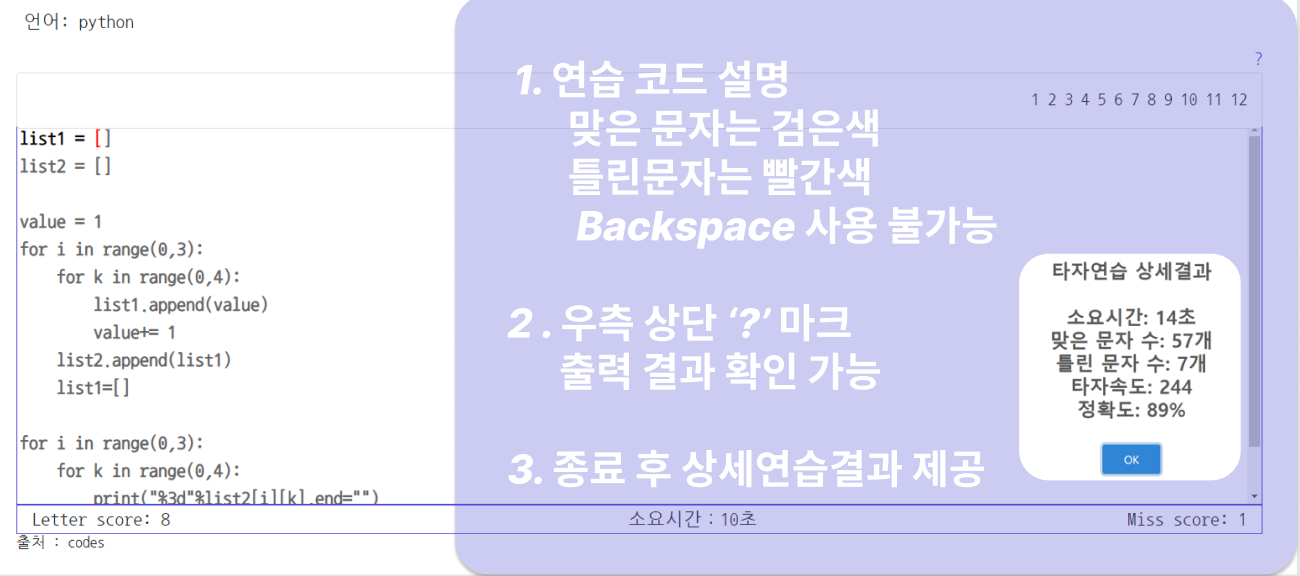 언어: python
?
1 2 3 4 5 6 7 8 9 10 11 12
list1 = []
list2 = []
value = 1
for i in range(0,3):
    for k in range(0,4):
        list1.append(value)
        value+= 1
    list2.append(list1)
    list1=[]
for i in range(0,3):
    for k in range(0,4):
        print("%3d"%list2[i][k],end="")
Letter score: 8
소요시간 : 10초
Miss score: 1
출처 : codes
1. 연습 코드 설명
맞은 문자는 검은색
틀린문자는 빨간색
Backspace 사용 불가능
2 . 우측 상단 ‘?’ 마크
출력 결과 확인 가능
3. 종료 후 상세연습결과 제공
타자연습 상세결과
소요시간: 14초
맞은 문자 수: 57개
틀린 문자 수: 7개
타자속도: 244
정확도: 89%
OK